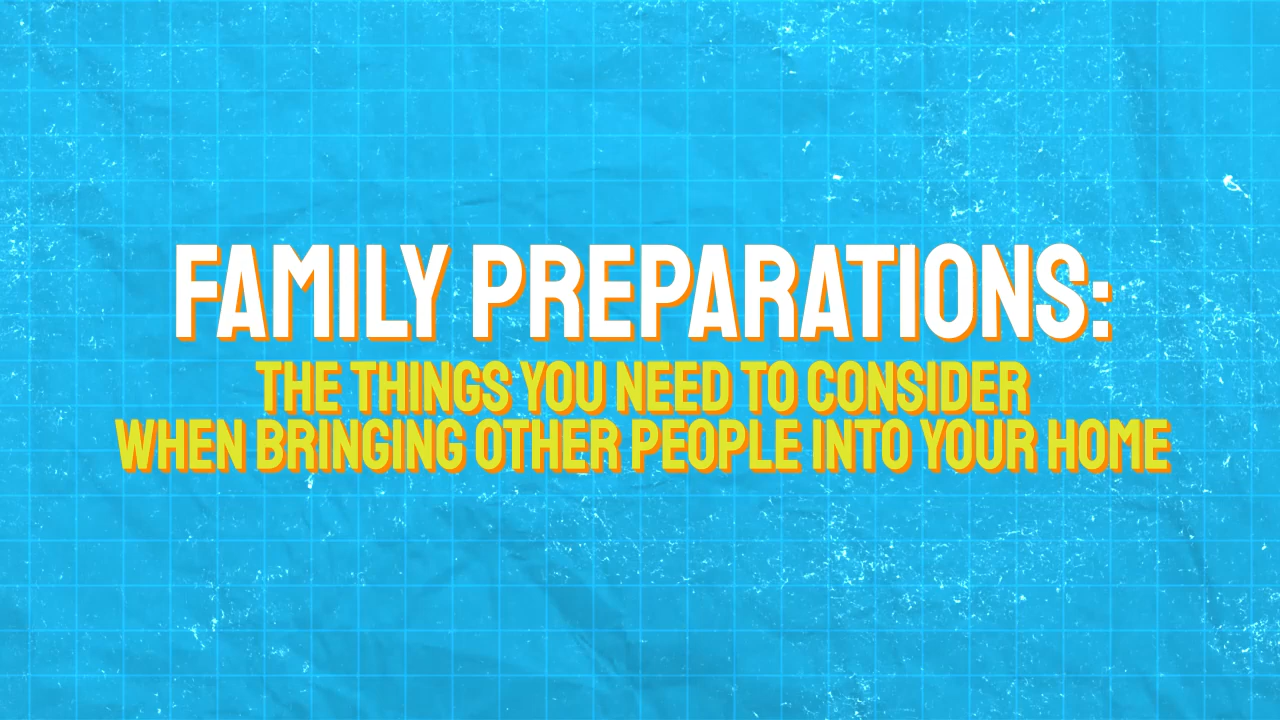 FAMILY PREPARATIONS:
THE THINGS YOU NEED TO CONSIDER
WHEN BRINGING OTHER PEOPLE INTO YOUR HOME